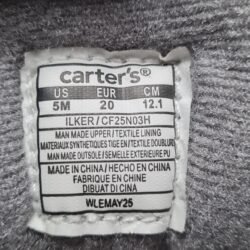 carter's®
US EUR CM
5M 20 12.1
ILKER / CF25N03H
MAN MADE UPPER / TEXTILE LINING
MATERIAUX SYNTHETIQUES TIGE EN / TEXTILE DOUBLURE
MAN MADE OUTSOLE / SEMELLE EXTERIEURE PU
MADE IN CHINA / HECHO EN CHINA
FABRIQUE EN CHINE
DIBUAT DI CINA
WLEMAY25